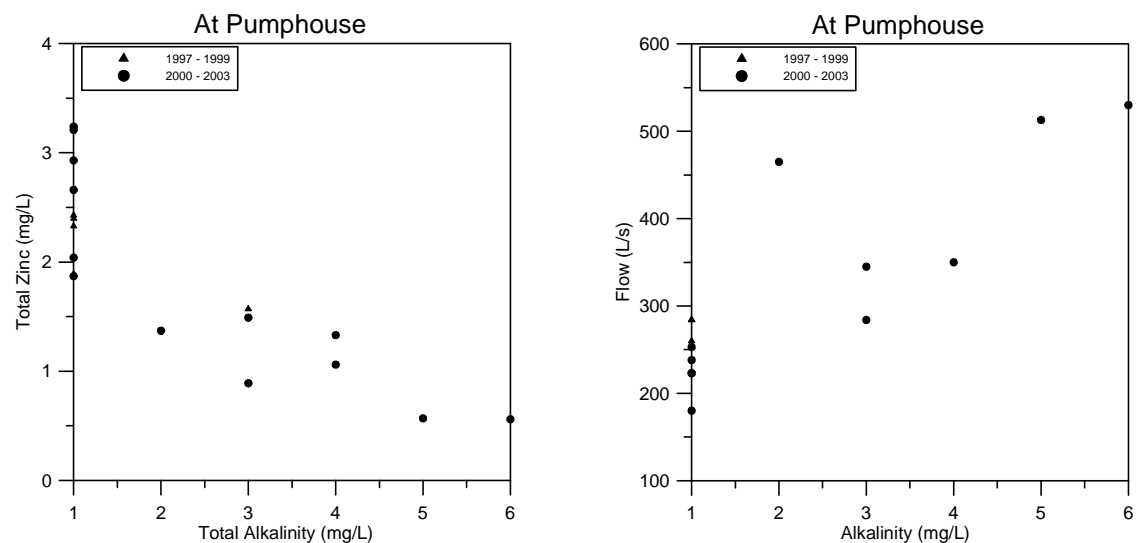 At Pumphouse
1997 - 1999
2000 - 2003
4
3
2
1
0
Total Zinc (mg/L)
1 2 3 4 5 6
Total Alkalinity (mg/L)
At Pumphouse
1997 - 1999
2000 - 2003
600
500
400
300
200
100
Flow (L/s)
1 2 3 4 5 6
Alkalinity (mg/L)